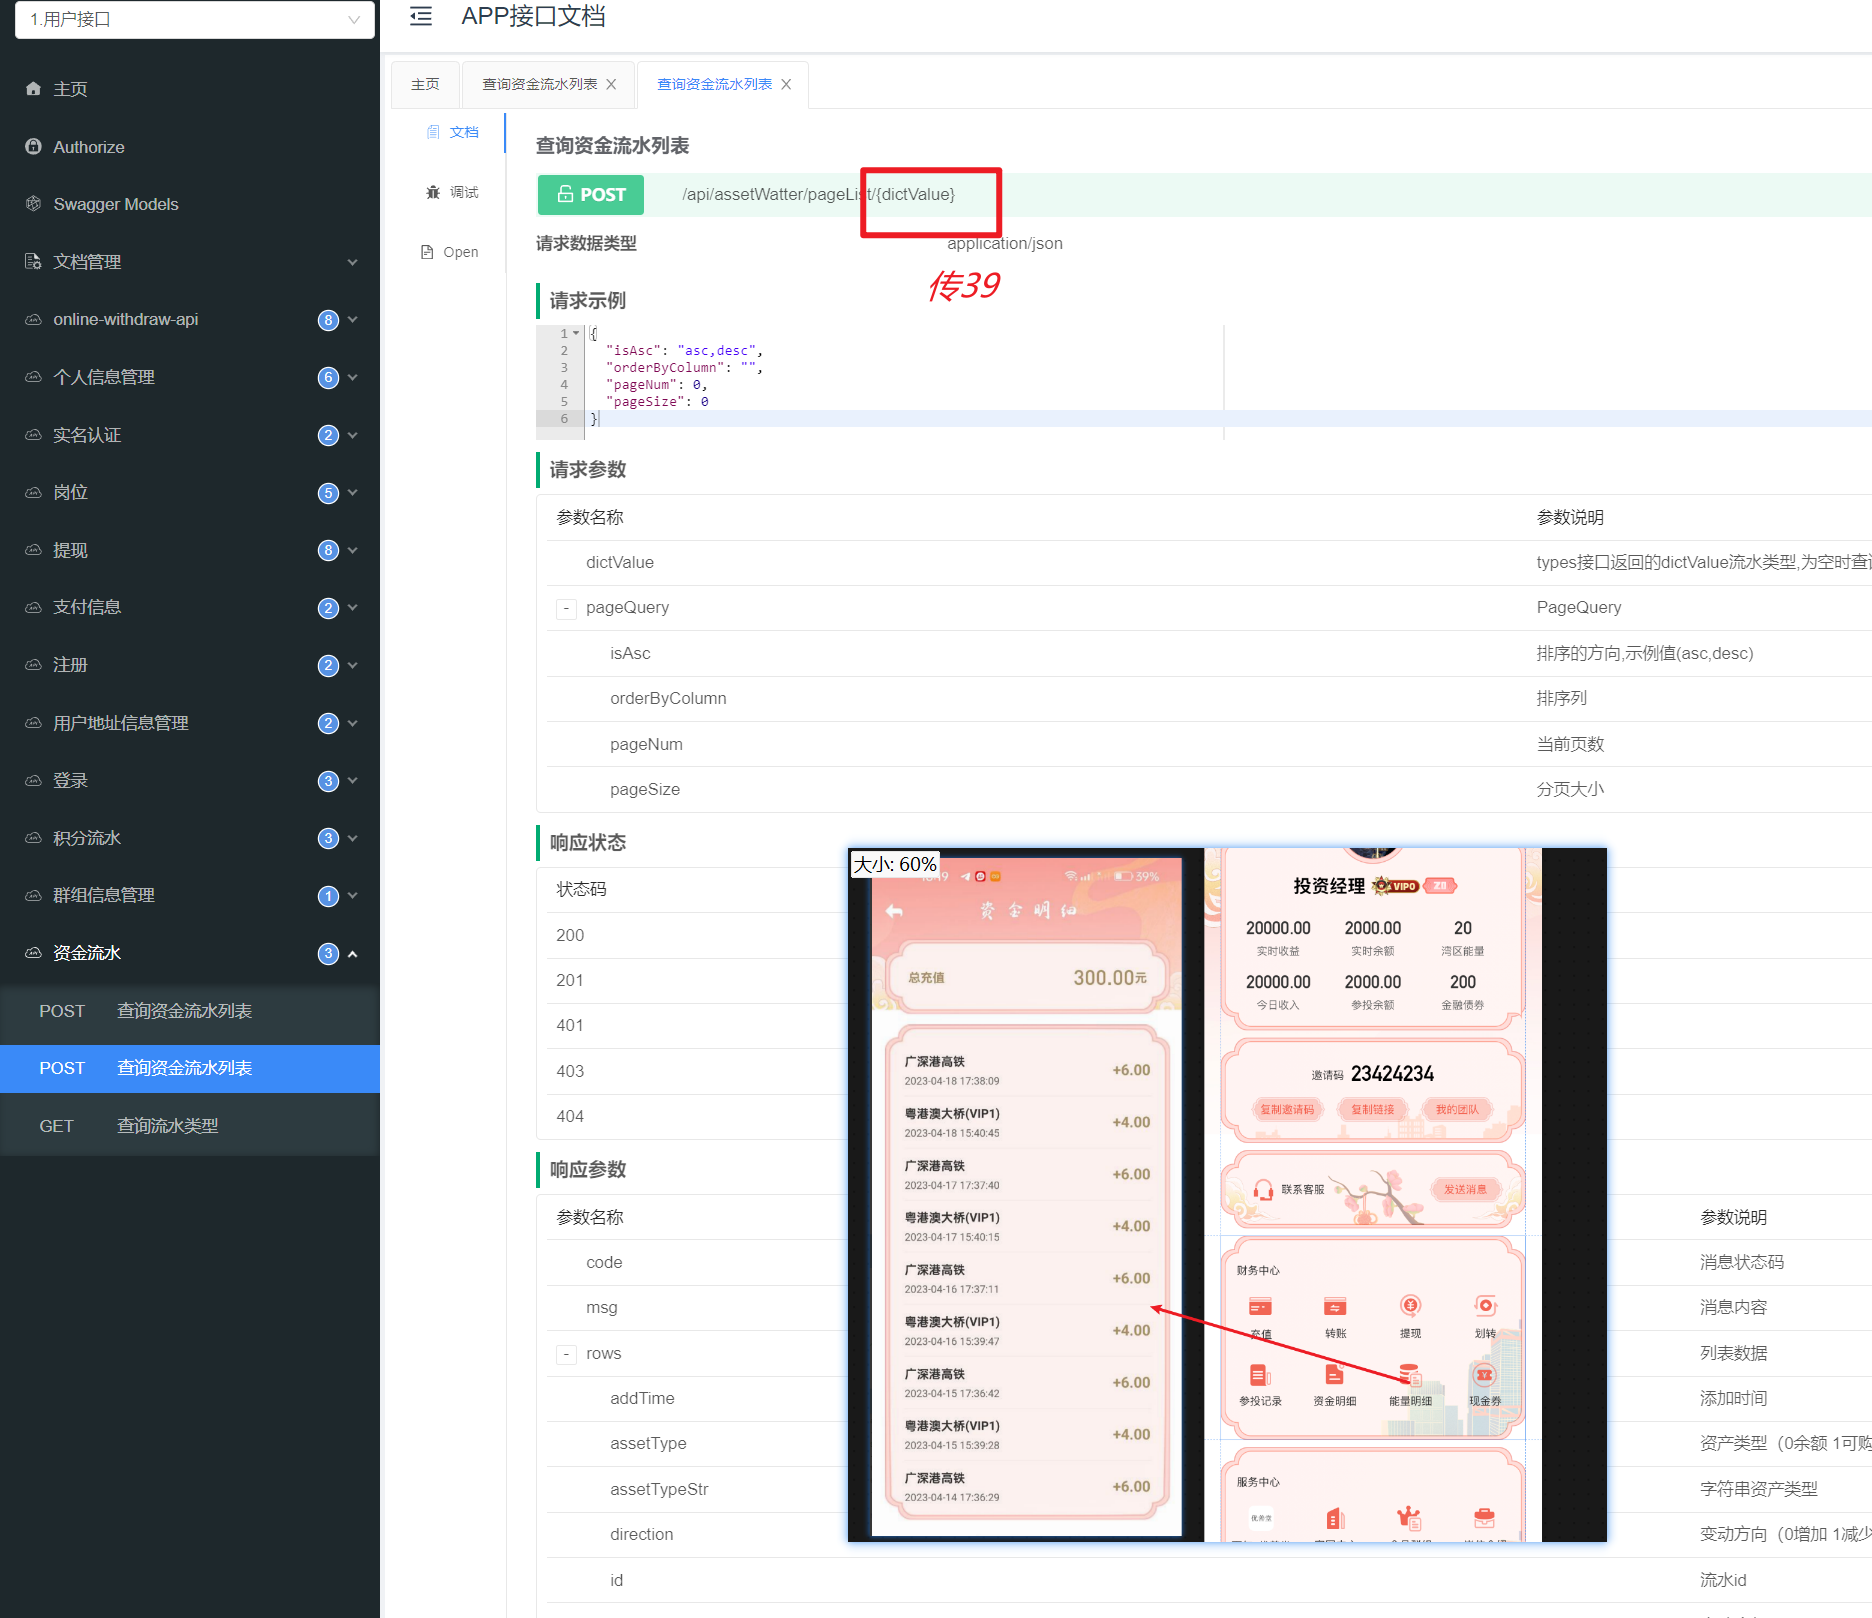 1.用户接口
APP接口文档
主页
查询资金流水列表
查询资金流水列表
主页
Authorize
Swagger Models
文档管理
online-withdraw-api 8
个人信息管理 6
实名认证 2
岗位 5
提现 8
支付信息 2
注册 2
用户地址信息管理 2
登录 3
积分流水 3
群组信息管理 1
资金流水 3
POST 查询资金流水列表
POST 查询资金流水列表
GET 查询流水类型
文档
调试
Open
查询资金流水列表
POST /api/assetWatter/pageList/{dictValue}
请求数据类型 application/json
传39
请求示例
1 {
2 "isAsc": "asc,desc",
3 "orderByColumn": "",
4 "pageNum": 0,
5 "pageSize": 0
6 }
请求参数
参数名称 参数说明
dictValue types接口返回的dictValue流水类型,为空时查
- pageQuery PageQuery
isAsc 排序的方向,示例值(asc,desc)
orderByColumn 排序列
pageNum 当前页数
pageSize 分页大小
响应状态
状态码
200
201
401
403
404
响应参数
参数名称 参数说明
code 消息状态码
msg 消息内容
- rows 列表数据
addTime 添加时间
assetType 资产类型（0余额 1可购
assetTypeStr 字符串资产类型
direction 变动方向（0增加 1减少
id 流水id
大小: 60%
39%
资金明细
总充值 300.00元
广深港高铁 +6.00
2023-04-18 17:38:09
粤港澳大桥(VIP1) +4.00
2023-04-18 15:40:45
广深港高铁 +6.00
2023-04-17 17:37:40
粤港澳大桥(VIP1) +4.00
2023-04-17 15:40:15
广深港高铁 +6.00
2023-04-16 17:37:11
粤港澳大桥(VIP1) +4.00
2023-04-16 15:39:47
广深港高铁 +6.00
2023-04-15 17:36:42
粤港澳大桥(VIP1) +4.00
2023-04-15 15:39:28
广深港高铁 +6.00
2023-04-14 17:36:29
投资经理 VIP0 Z0
20000.00 2000.00 20
实时收益 实时余额 湾区能量
20000.00 2000.00 200
今日收入 参投余额 金融债券
邀请码 23424234
复制邀请码 复制链接 我的团队
联系客服 发送消息
财务中心
充值 转账 提现 划转
参投记录 资金明细 能量明细 现金券
服务中心